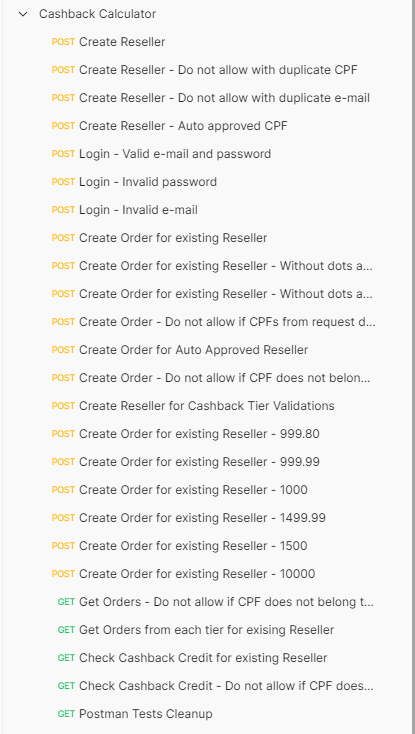 Cashback Calculator
POST Create Reseller
POST Create Reseller - Do not allow with duplicate CPF
POST Create Reseller - Do not allow with duplicate e-mail
POST Create Reseller - Auto approved CPF
POST Login - Valid e-mail and password
POST Login - Invalid password
POST Login - Invalid e-mail
POST Create Order for existing Reseller
POST Create Order for existing Reseller - Without dots a...
POST Create Order for existing Reseller - Without dots a...
POST Create Order - Do not allow if CPFs from request d...
POST Create Order for Auto Approved Reseller
POST Create Order - Do not allow if CPF does not belon...
POST Create Reseller for Cashback Tier Validations
POST Create Order for existing Reseller - 999.80
POST Create Order for existing Reseller - 999.99
POST Create Order for existing Reseller - 1000
POST Create Order for existing Reseller - 1499.99
POST Create Order for existing Reseller - 1500
POST Create Order for existing Reseller - 10000
GET Get Orders - Do not allow if CPF does not belong t...
GET Get Orders from each tier for exising Reseller
GET Check Cashback Credit for existing Reseller
GET Check Cashback Credit - Do not allow if CPF does...
GET Postman Tests Cleanup